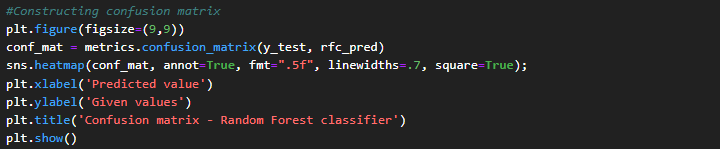 #Constructing confusion matrix
plt.figure(figsize=(9,9))
conf_mat = metrics.confusion_matrix(y_test, rfc_pred)
sns.heatmap(conf_mat, annot=True, fmt=".5f", linewidths=.7, square=True);
plt.xlabel('Predicted value')
plt.ylabel('Given values')
plt.title('Confusion matrix - Random Forest classifier')
plt.show()